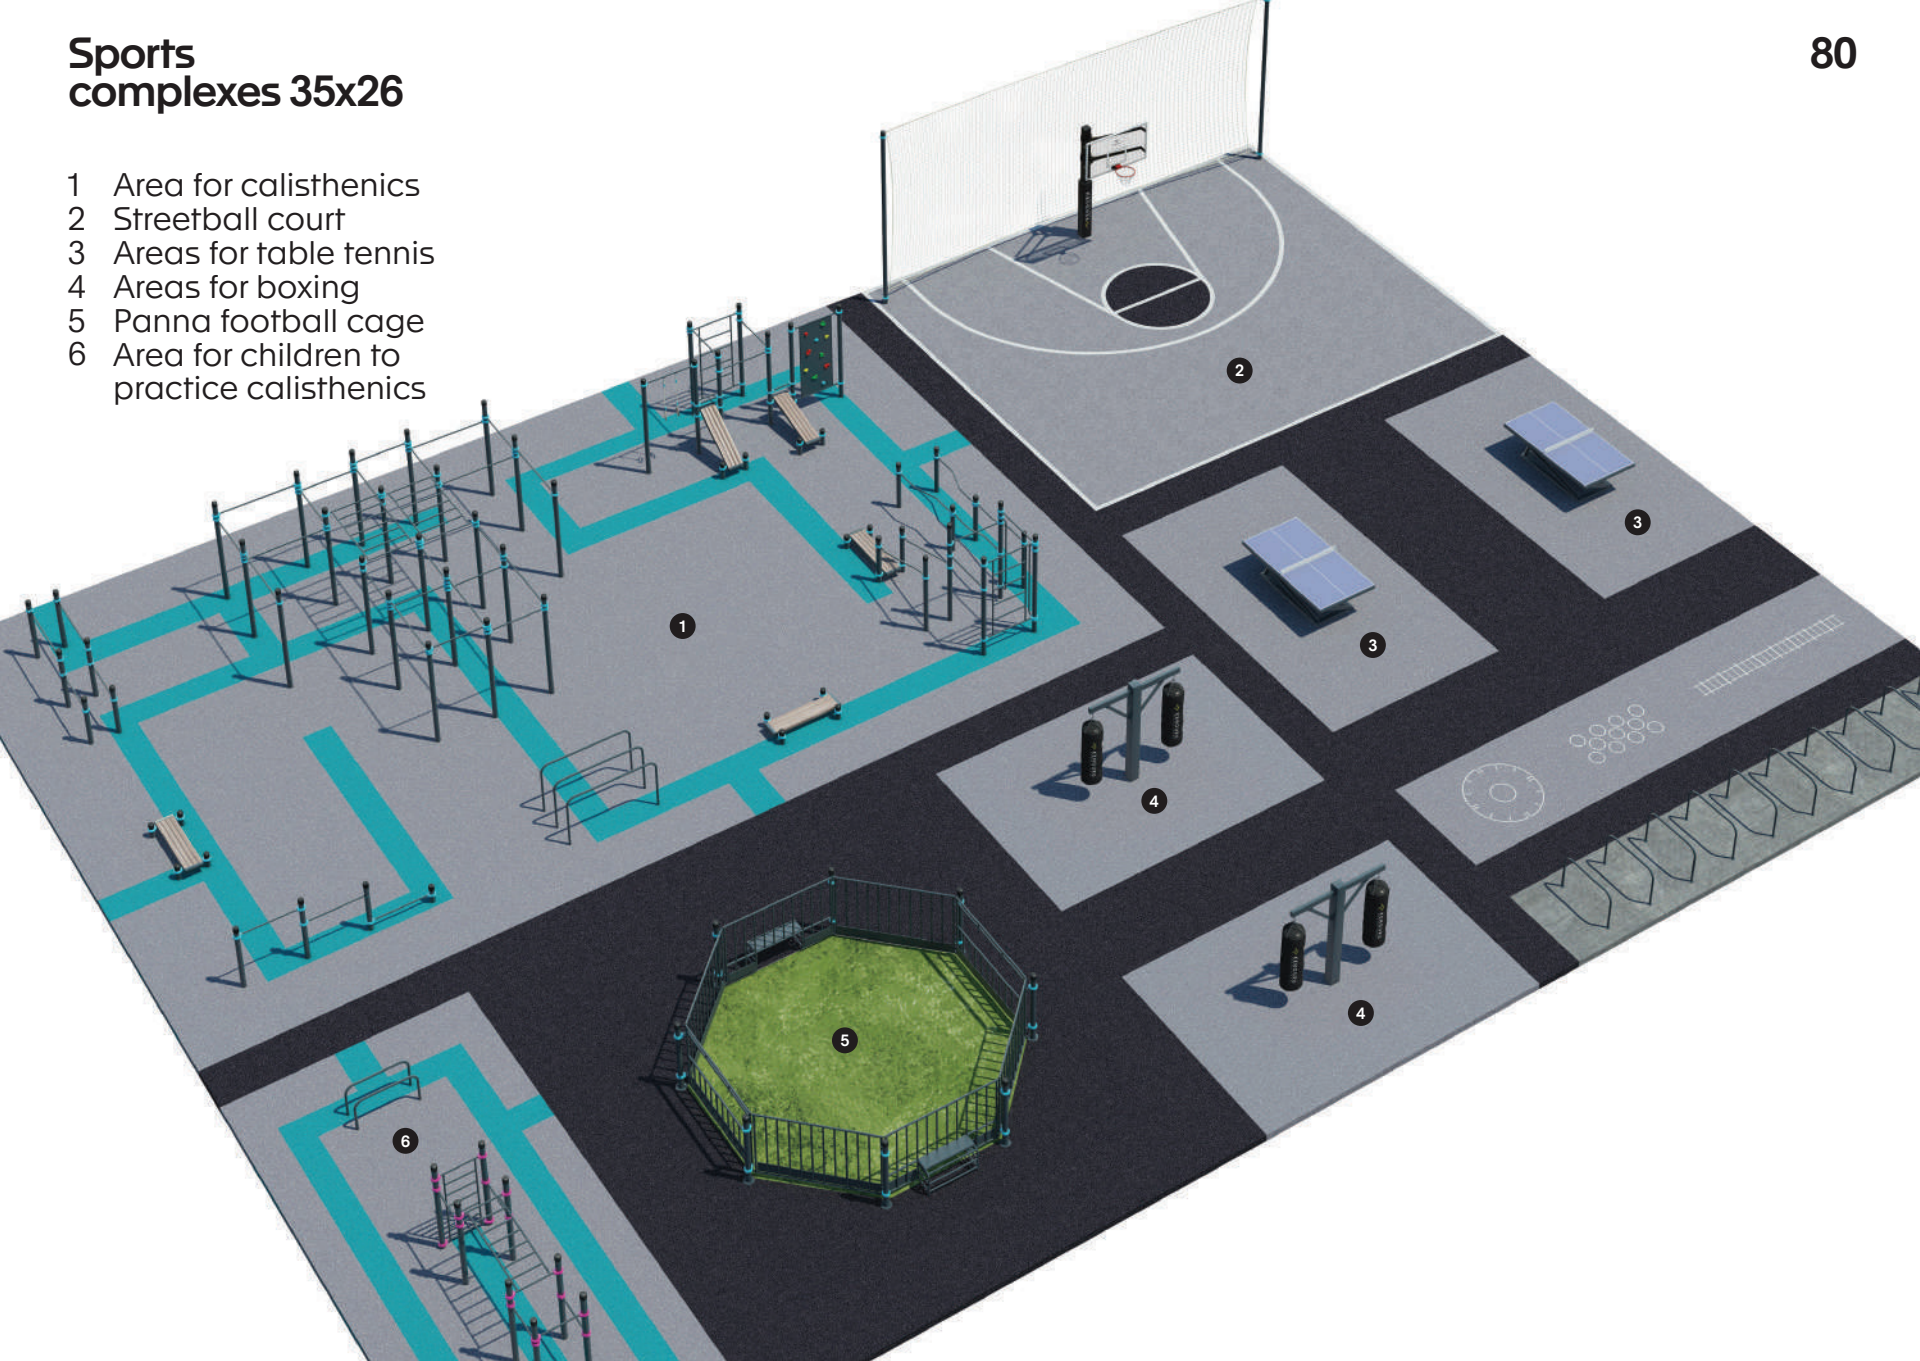 Sports
complexes 35x26
80
1 Area for calisthenics
2 Streetball court
3 Areas for table tennis
4 Areas for boxing
5 Panna football cage
6 Area for children to
practice calisthenics
2
3
3
1
4
4
5
6